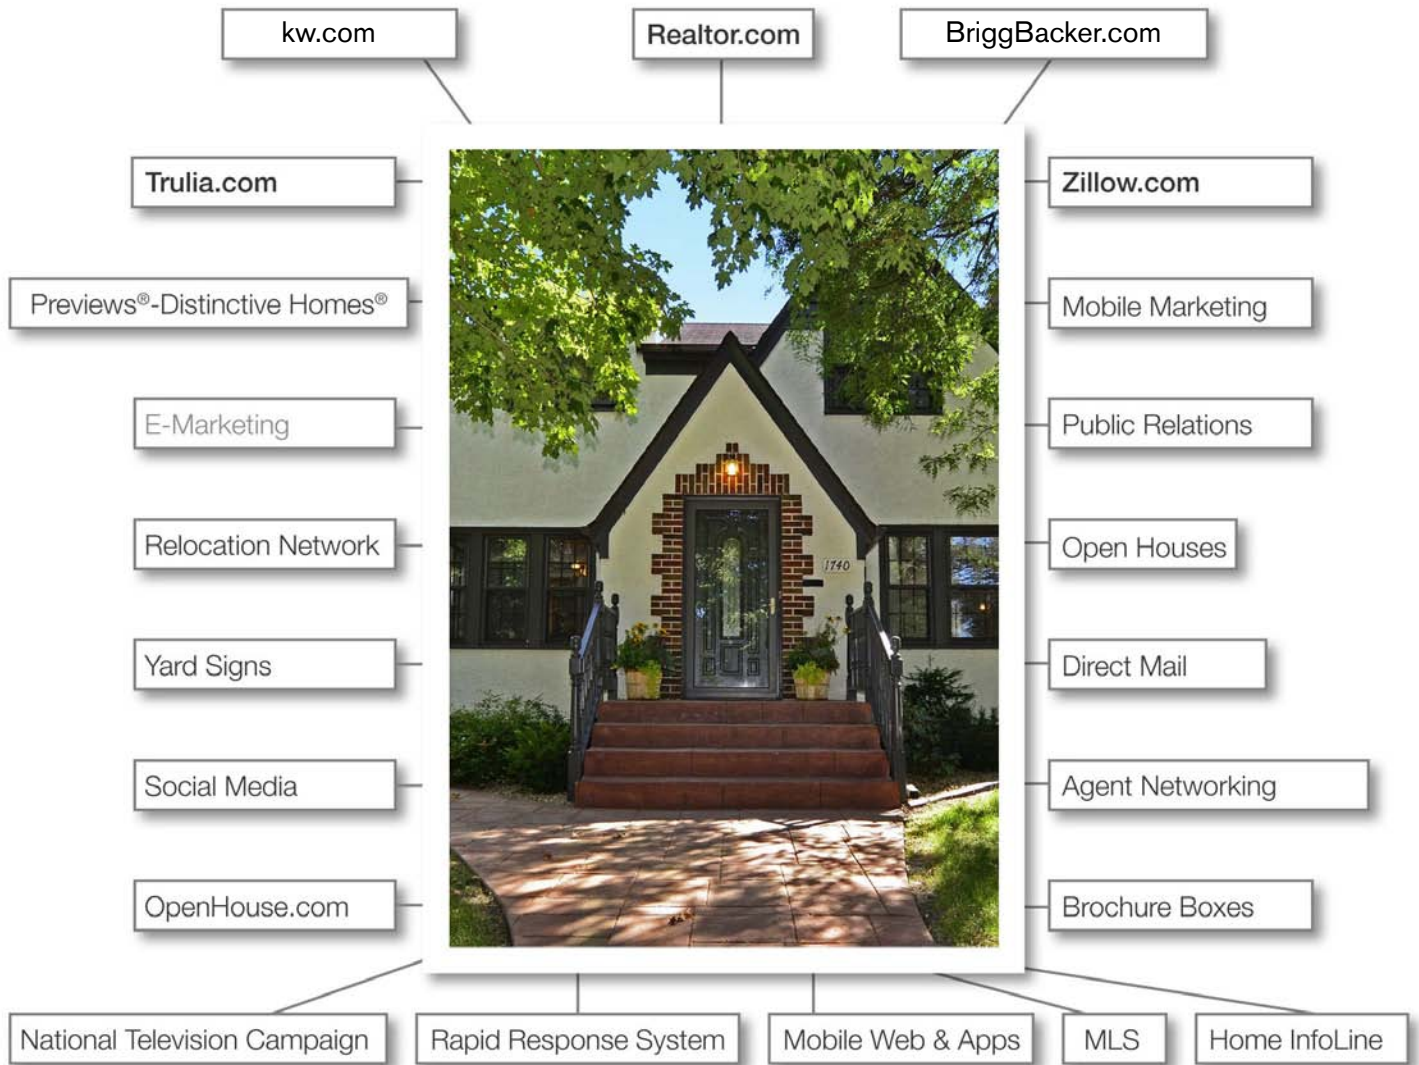 kw.com
Realtor.com
BriggBacker.com
Trulia.com
Zillow.com
Previews®-Distinctive Homes®
Mobile Marketing
E-Marketing
Public Relations
Relocation Network
Open Houses
1740
Yard Signs
Direct Mail
Social Media
Agent Networking
OpenHouse.com
Brochure Boxes
National Television Campaign
Rapid Response System
Mobile Web & Apps
MLS
Home InfoLine